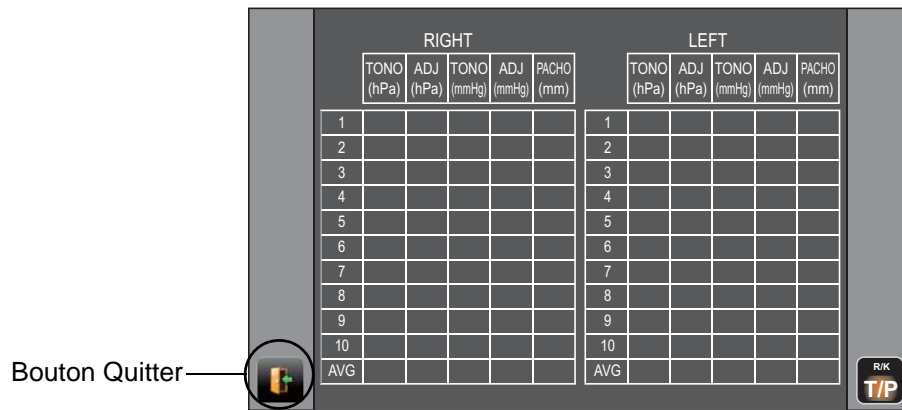 RIGHT LEFT
TONO (hPa) ADJ (hPa) TONO (mmHg) ADJ (mmHg) PACHO (mm) TONO (hPa) ADJ (hPa) TONO (mmHg) ADJ (mmHg) PACHO (mm)
1 1
2 2
3 3
4 4
5 5
6 6
7 7
8 8
9 9
10 10
AVG AVG
Bouton Quitter
R/K
T/P